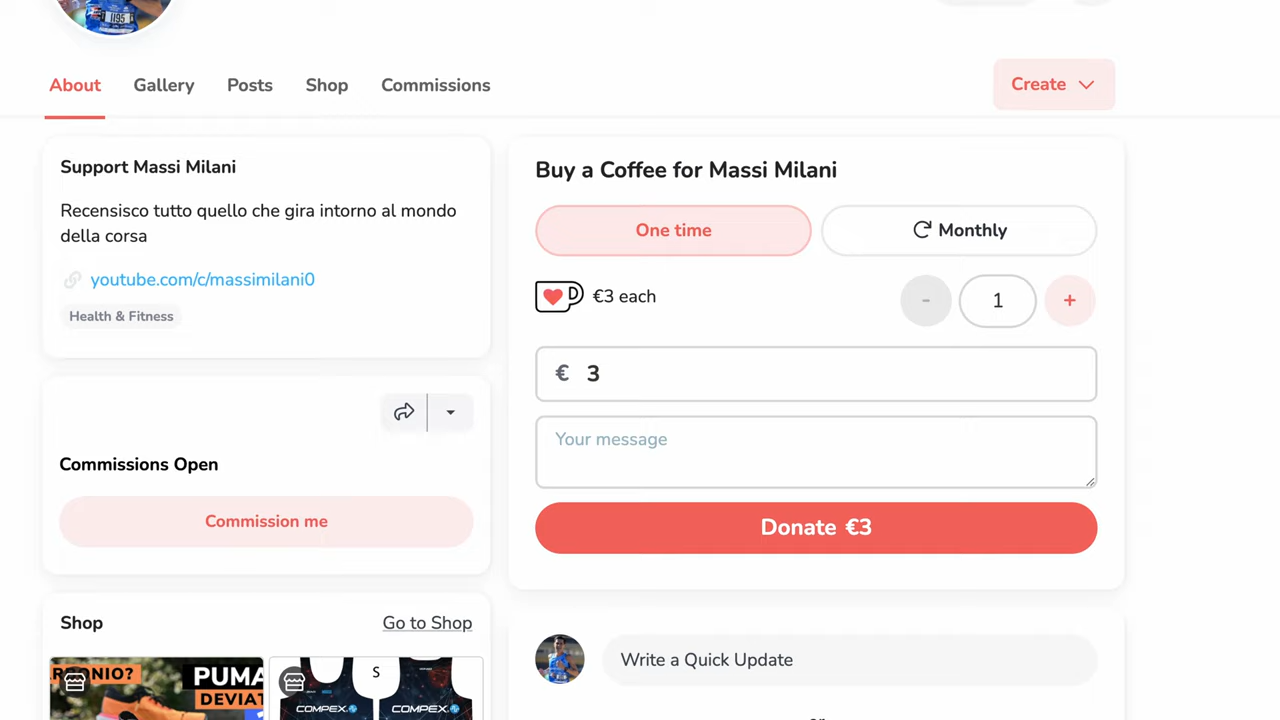 1195
About
Gallery
Posts
Shop
Commissions
Create
Support Massi Milani
Recensisco tutto quello che gira intorno al mondo
della corsa
youtube.com/c/massimilani0
Health & Fitness
Commissions Open
Commission me
Shop
Go to Shop
PUMA
DEVIAT
S
COMPEX
COMPEX
Buy a Coffee for Massi Milani
One time
Monthly
€3 each
-
1
+
€ 3
Your message
Donate €3
Write a Quick Update